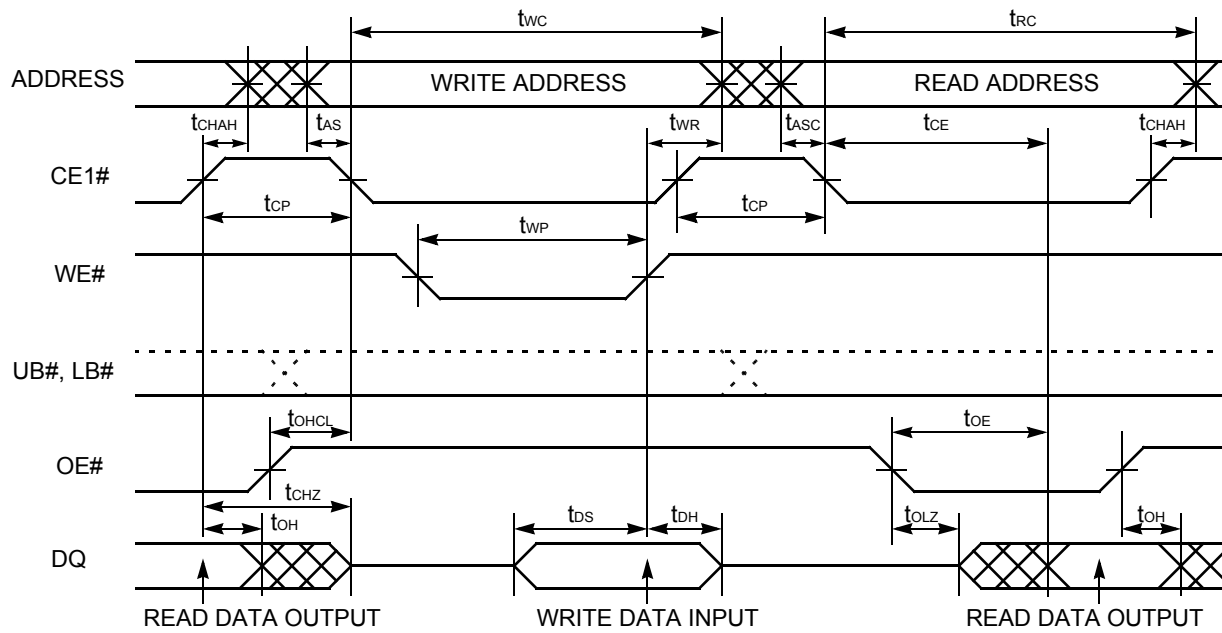 tWC
tRC
ADDRESS
WRITE ADDRESS
READ ADDRESS
tCHAH
tAS
tWR
tASC
tCE
tCHAH
CE1#
tCP
tCP
tWP
WE#
UB#, LB#
tOHCL
tOE
OE#
tCHZ
tOH
tDS
tDH
tOLZ
tOH
DQ
READ DATA OUTPUT
WRITE DATA INPUT
READ DATA OUTPUT